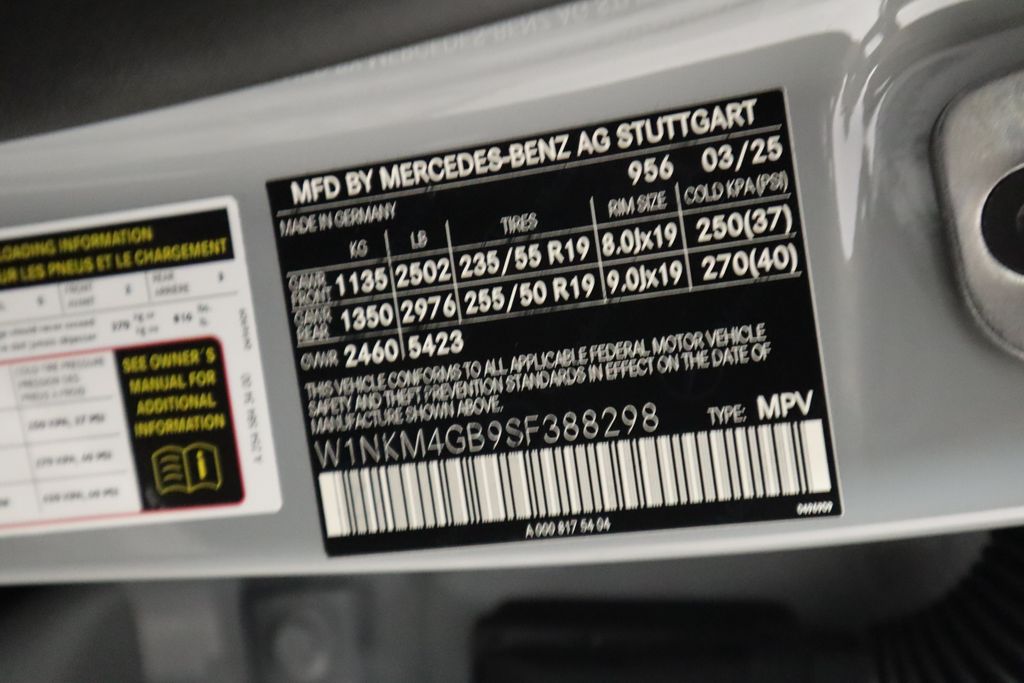 LOADING INFORMATION
UR LES PNEUS ET LE CHARGEMENT
SEE OWNER'S
MANUAL FOR
ADDITIONAL
INFORMATION
MFD BY MERCEDES-BENZ AG STUTTGART
956 03/25
MADE IN GERMANY
KG LB TIRES RIM SIZE COLD KPA(PSI)
GAWR FRONT 1135 2502 235/55 R19 8.0Jx19 250(37)
GAWR REAR 1350 2976 255/50 R19 9.0Jx19 270(40)
GVWR 2460 5423
THIS VEHICLE CONFORMS TO ALL APPLICABLE FEDERAL MOTOR VEHICLE
SAFETY AND THEFT PREVENTION STANDARDS IN EFFECT ON THE DATE OF
MANUFACTURE SHOWN ABOVE.
W1NKM4GB9SF388298 TYPE: MPV
A 000 817 54 04